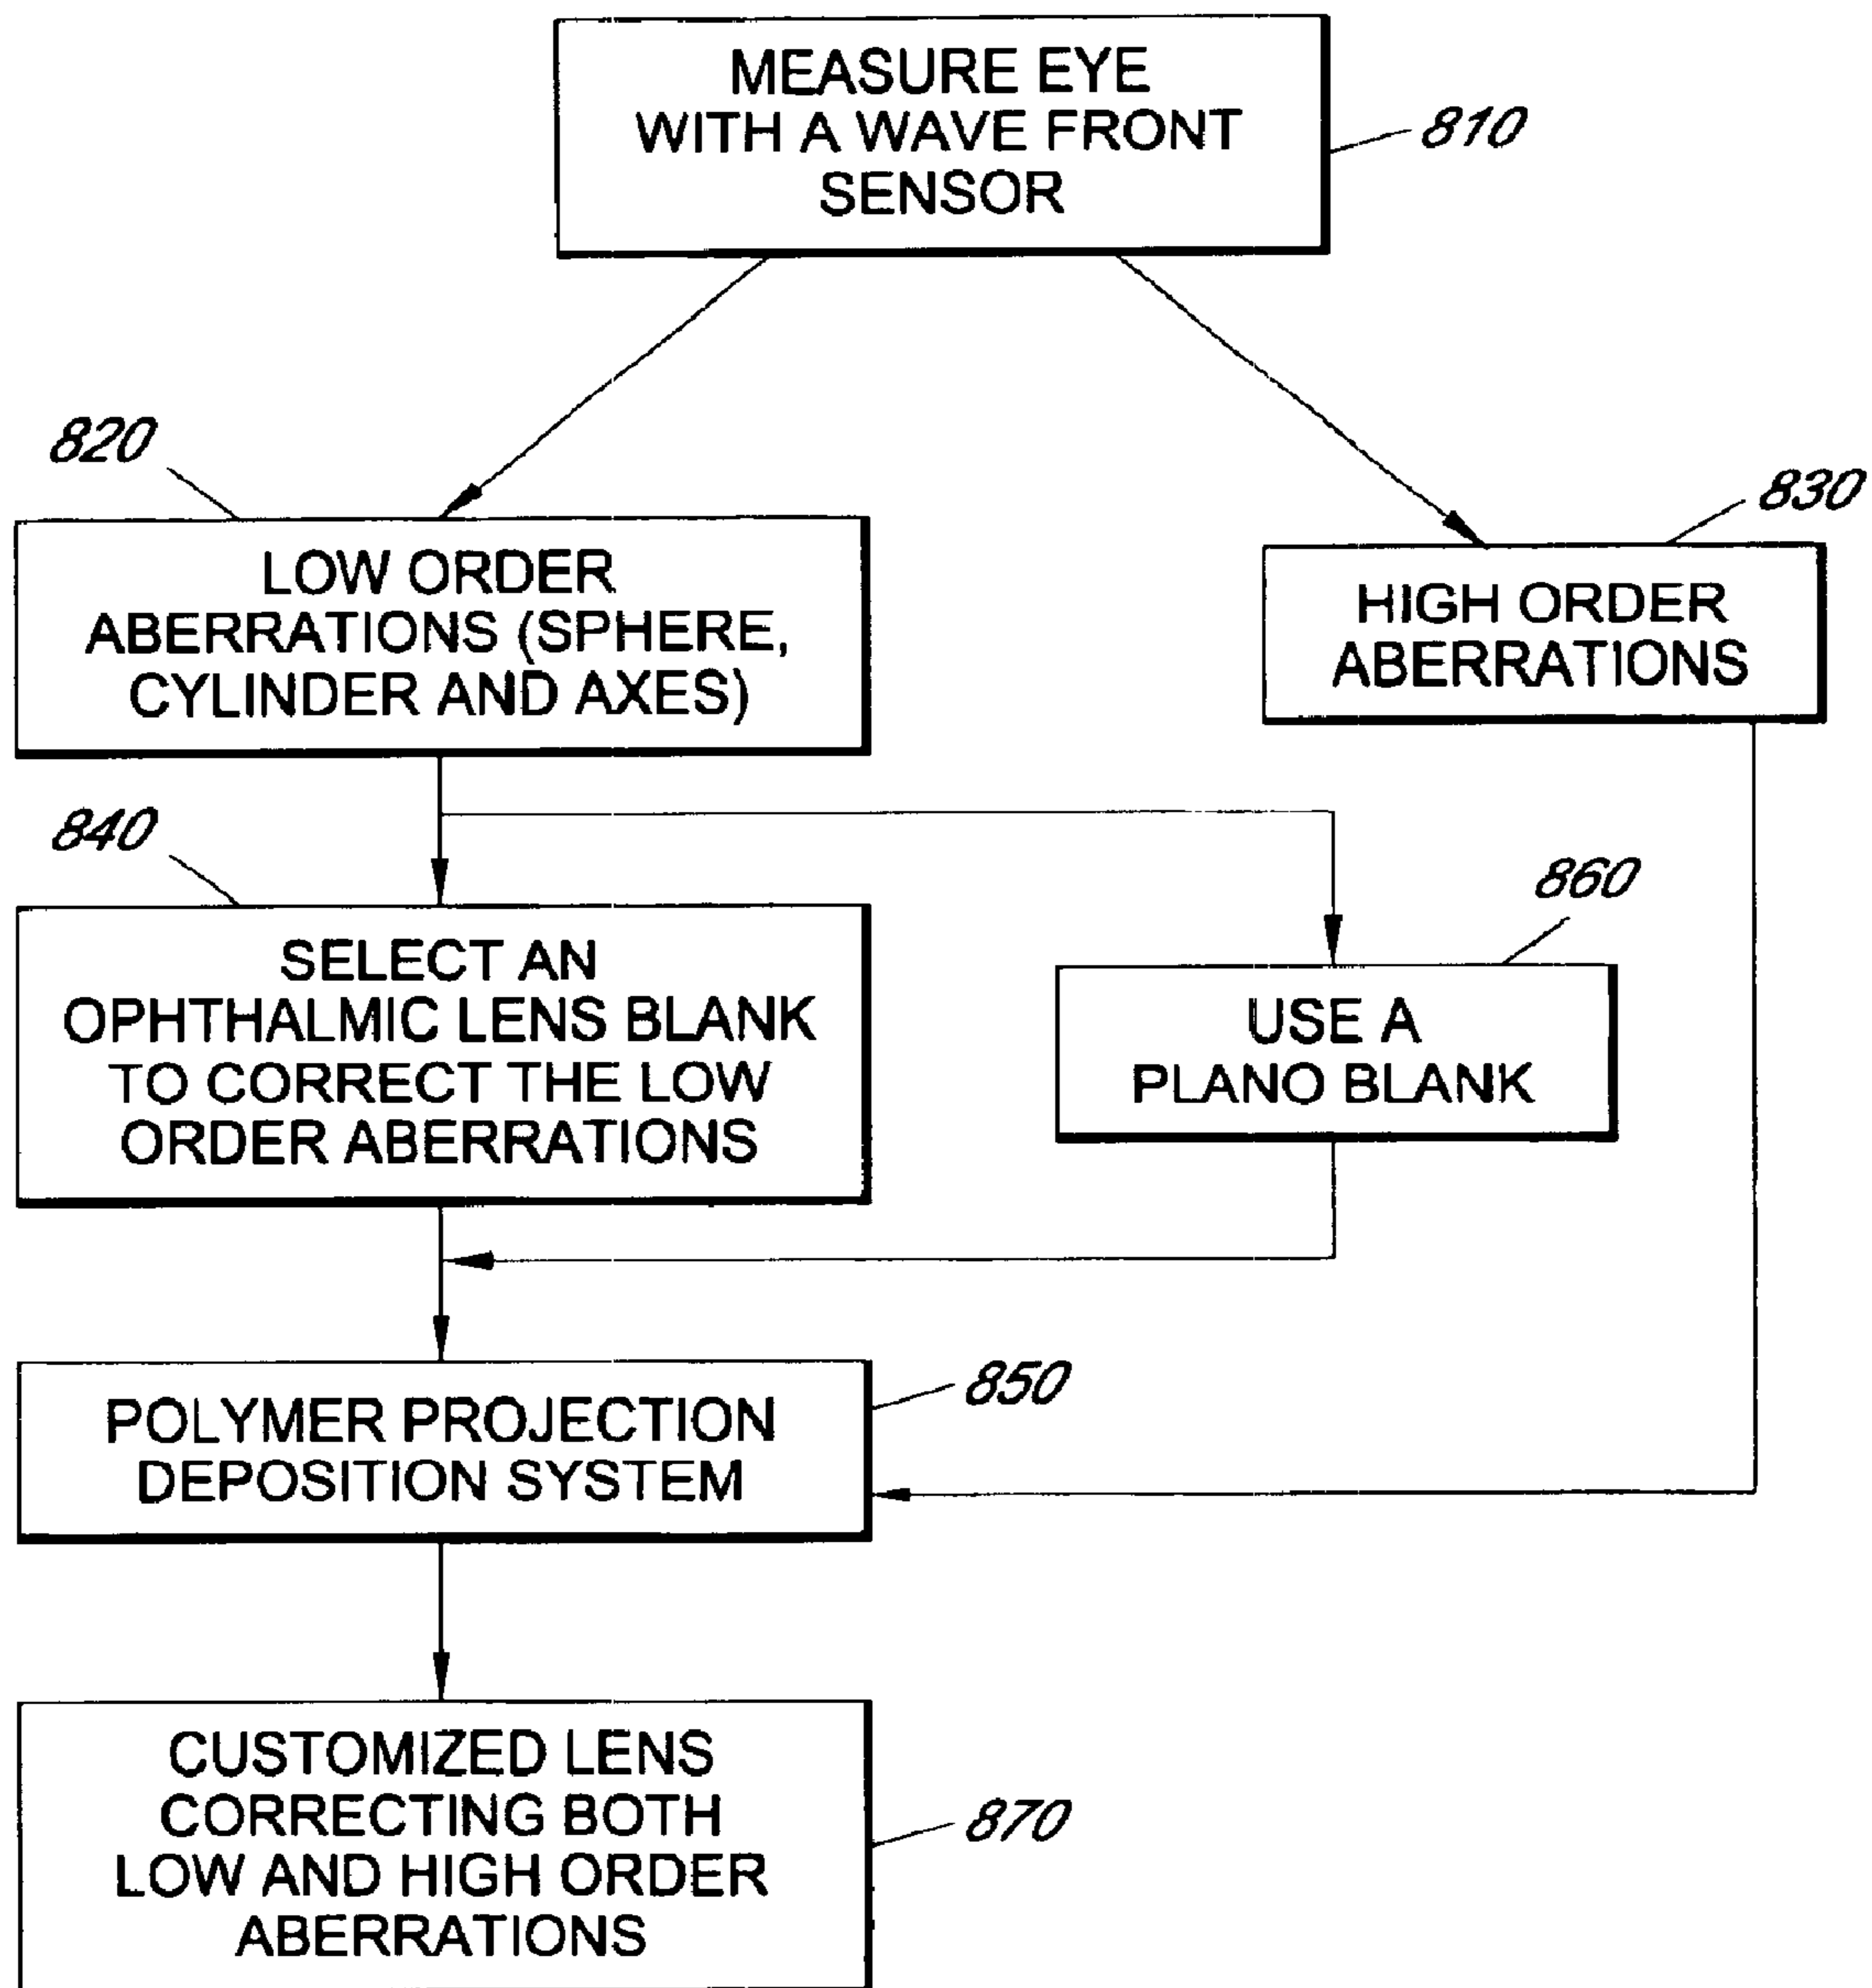 MEASURE EYE
WITH A WAVE FRONT
SENSOR
810
820
LOW ORDER
ABERRATIONS (SPHERE,
CYLINDER AND AXES)
830
HIGH ORDER
ABERRATIONS
840
SELECT AN
OPHTHALMIC LENS BLANK
TO CORRECT THE LOW
ORDER ABERRATIONS
860
USE A
PLANO BLANK
POLYMER PROJECTION
DEPOSITION SYSTEM
850
CUSTOMIZED LENS
CORRECTING BOTH
LOW AND HIGH ORDER
ABERRATIONS
870